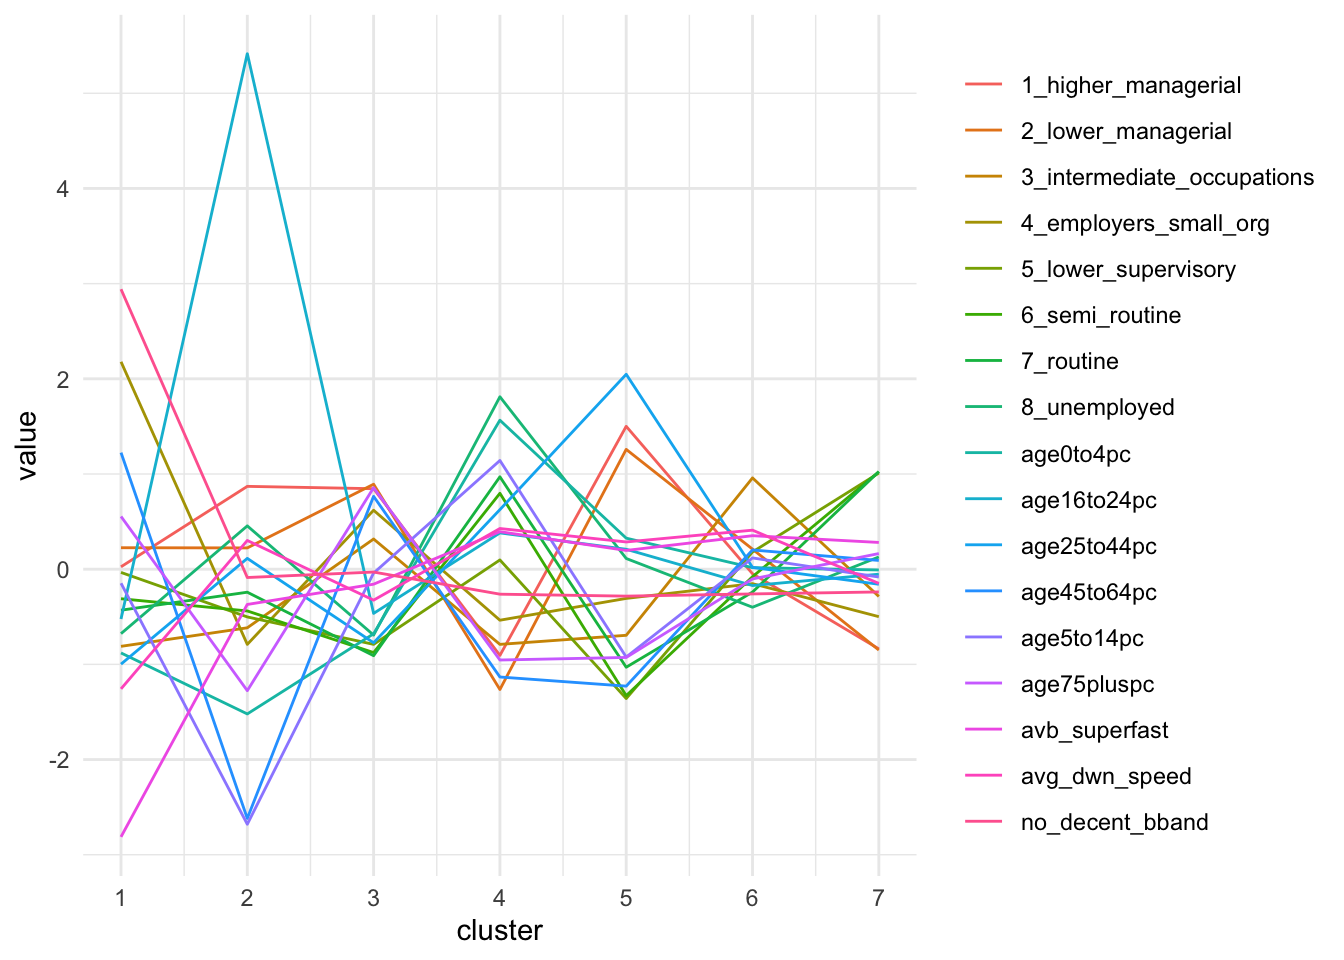 4
2
0
-2
value
1 2 3 4 5 6 7
cluster
1_higher_managerial
2_lower_managerial
3_intermediate_occupations
4_employers_small_org
5_lower_supervisory
6_semi_routine
7_routine
8_unemployed
age0to4pc
age16to24pc
age25to44pc
age45to64pc
age5to14pc
age75pluspc
avb_superfast
avg_dwn_speed
no_decent_bband